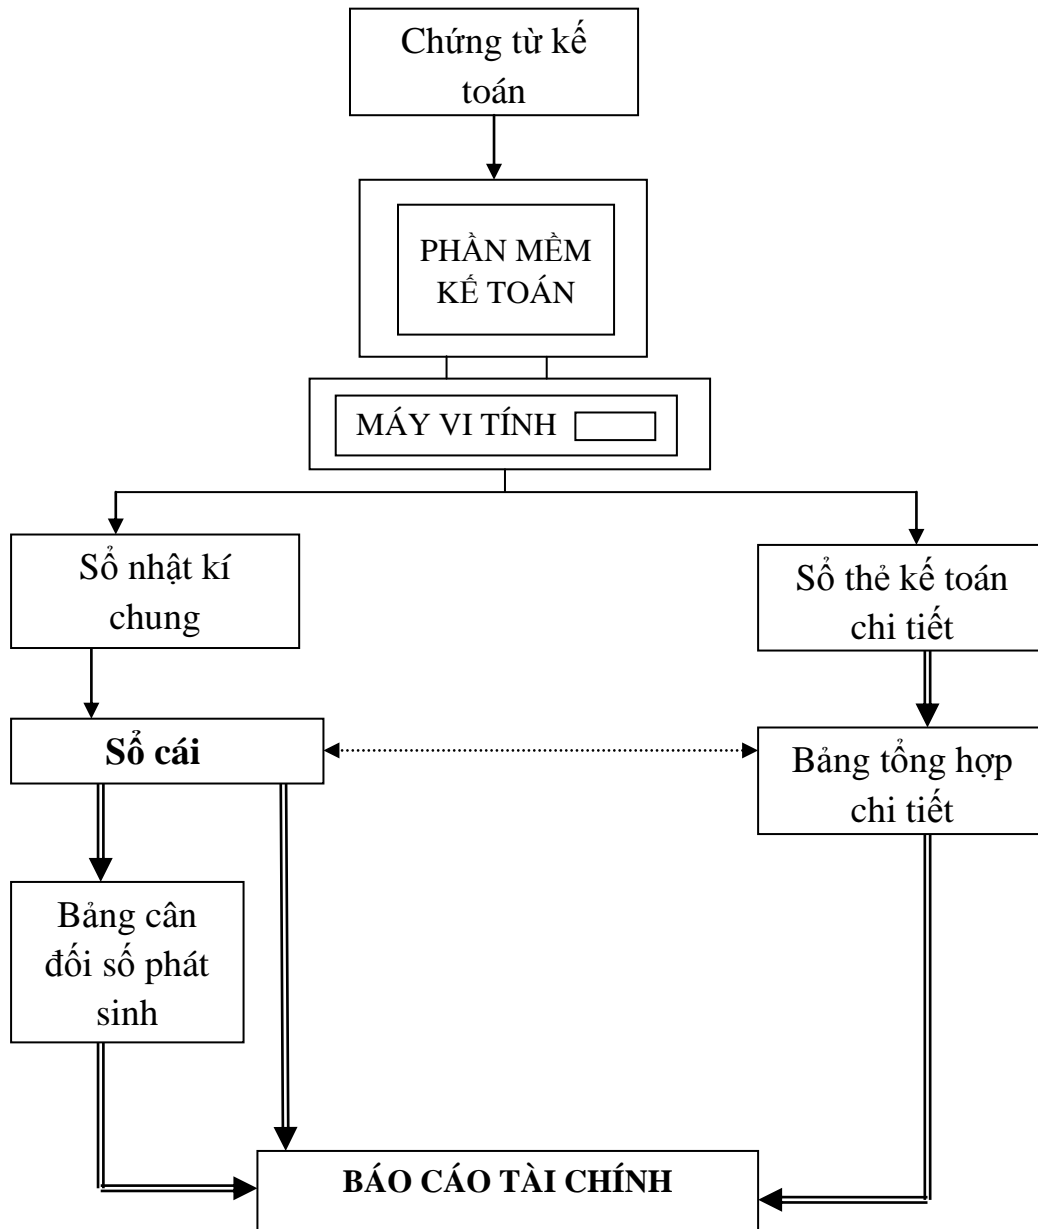 Chứng từ kế
toán
PHẦN MỀM
KẾ TOÁN
MÁY VI TÍNH
Sổ nhật kí
chung
Sổ thẻ kế toán
chi tiết
Sổ cái
Bảng tổng hợp
chi tiết
Bảng cân
đối số phát
sinh
BÁO CÁO TÀI CHÍNH